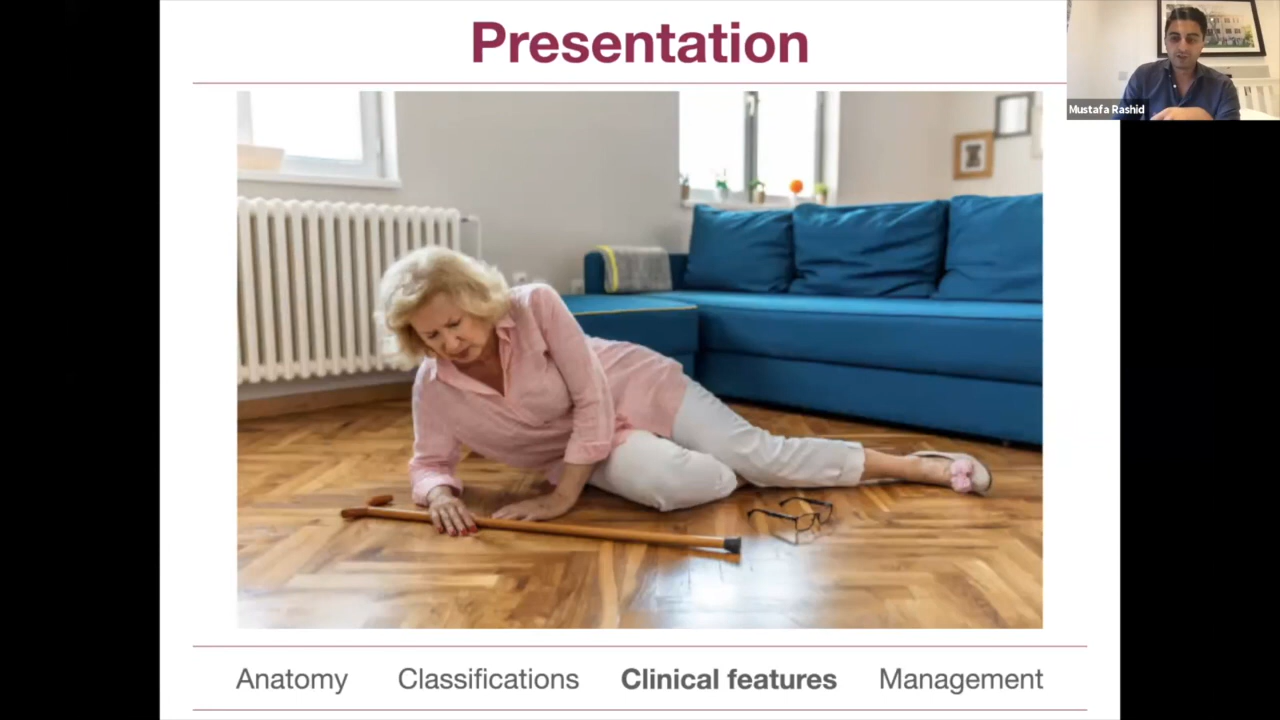 Presentation
Mustafa Rashid
Anatomy Classifications Clinical features Management